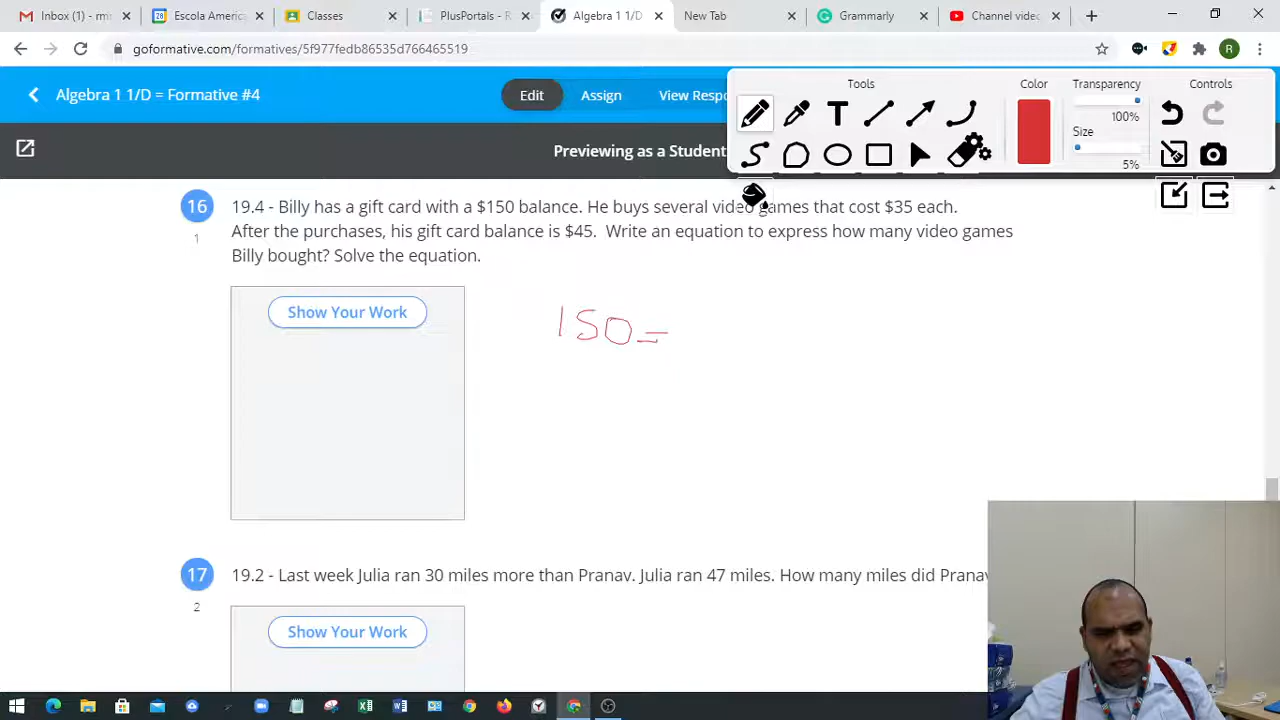 Inbox (91) - rmi
Escola America
Classes
PlusPortals - R
Algebra 1 1/D
New Tab
Grammarly
Channel video
goformative.com/formatives/5f977fedb86535d766465519
R
Algebra 1 1/D = Formative #4
Edit
Assign
View Respo
Tools
Color
Transparency
Controls
100%
Size
5%
T
Previewing as a Student
16
19.4 - Billy has a gift card with a $150 balance. He buys several video games that cost $35 each.
1
After the purchases, his gift card balance is $45. Write an equation to express how many video games
Billy bought? Solve the equation.
Show Your Work
150=
17
19.2 - Last week Julia ran 30 miles more than Pranav. Julia ran 47 miles. How many miles did Pranav
2
Show Your Work